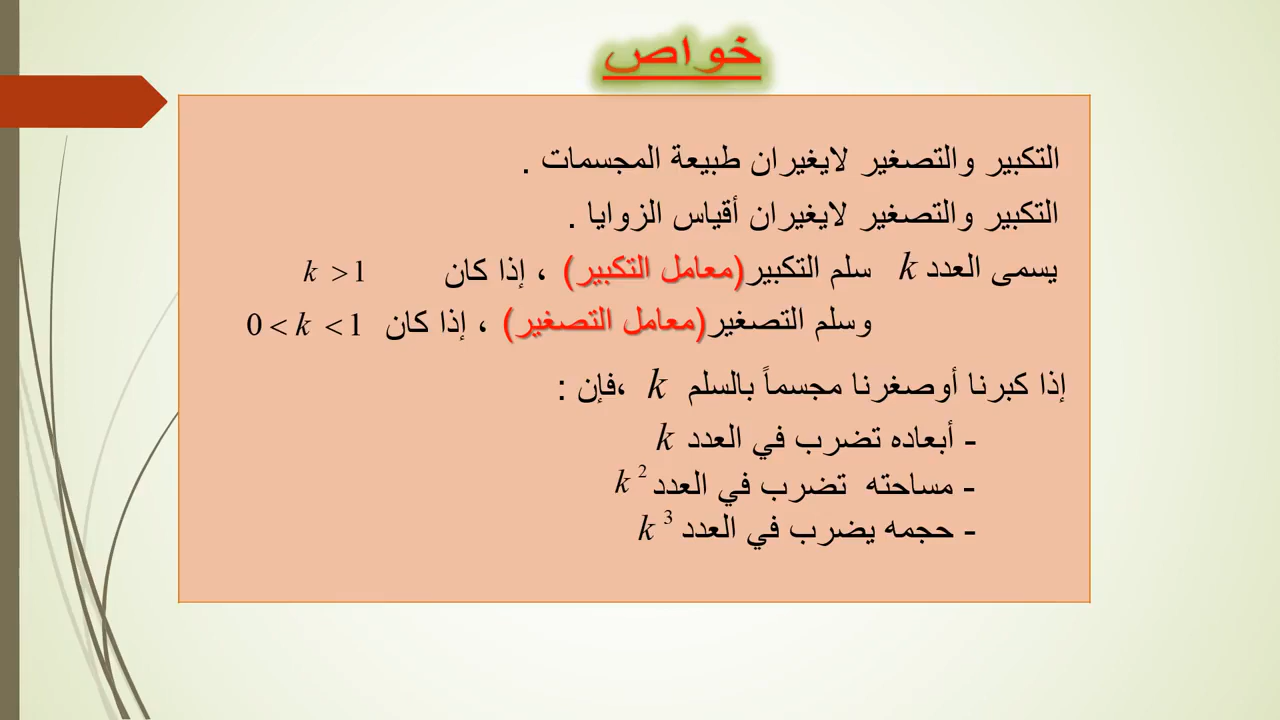 خواص
التكبير والتصغير لايغيران طبيعة المجسمات .
التكبير والتصغير لايغيران أقياس الزوايا .
يسمى العدد k سلم التكبير(معامل التكبير) ، إذا كان k > 1
وسلم التصغير(معامل التصغير) ، إذا كان 0 < k < 1
إذا كبرنا أوصغرنا مجسماً بالسلم k ،فإن :
- أبعاده تضرب في العدد k
- مساحته تضرب في العدد k²
- حجمه يضرب في العدد k³